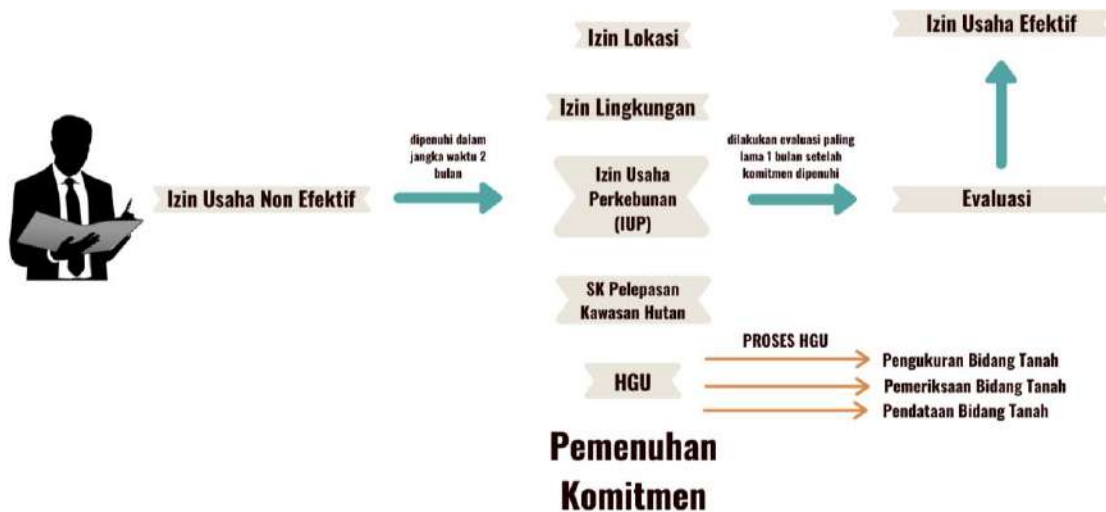 Izin Usaha Non Efektif
dipenuhi dalam
jangka waktu 2
bulan
Izin Lokasi
Izin Lingkungan
Izin Usaha
Perkebunan
(IUP)
SK Pelepasan
Kawasan Hutan
HGU
Pemenuhan
Komitmen
dilakukan evaluasi paling
lama 1 bulan setelah
komitmen dipenuhi
Evaluasi
Izin Usaha Efektif
PROSES HGU
Pengukuran Bidang Tanah
Pemeriksaan Bidang Tanah
Pendataan Bidang Tanah